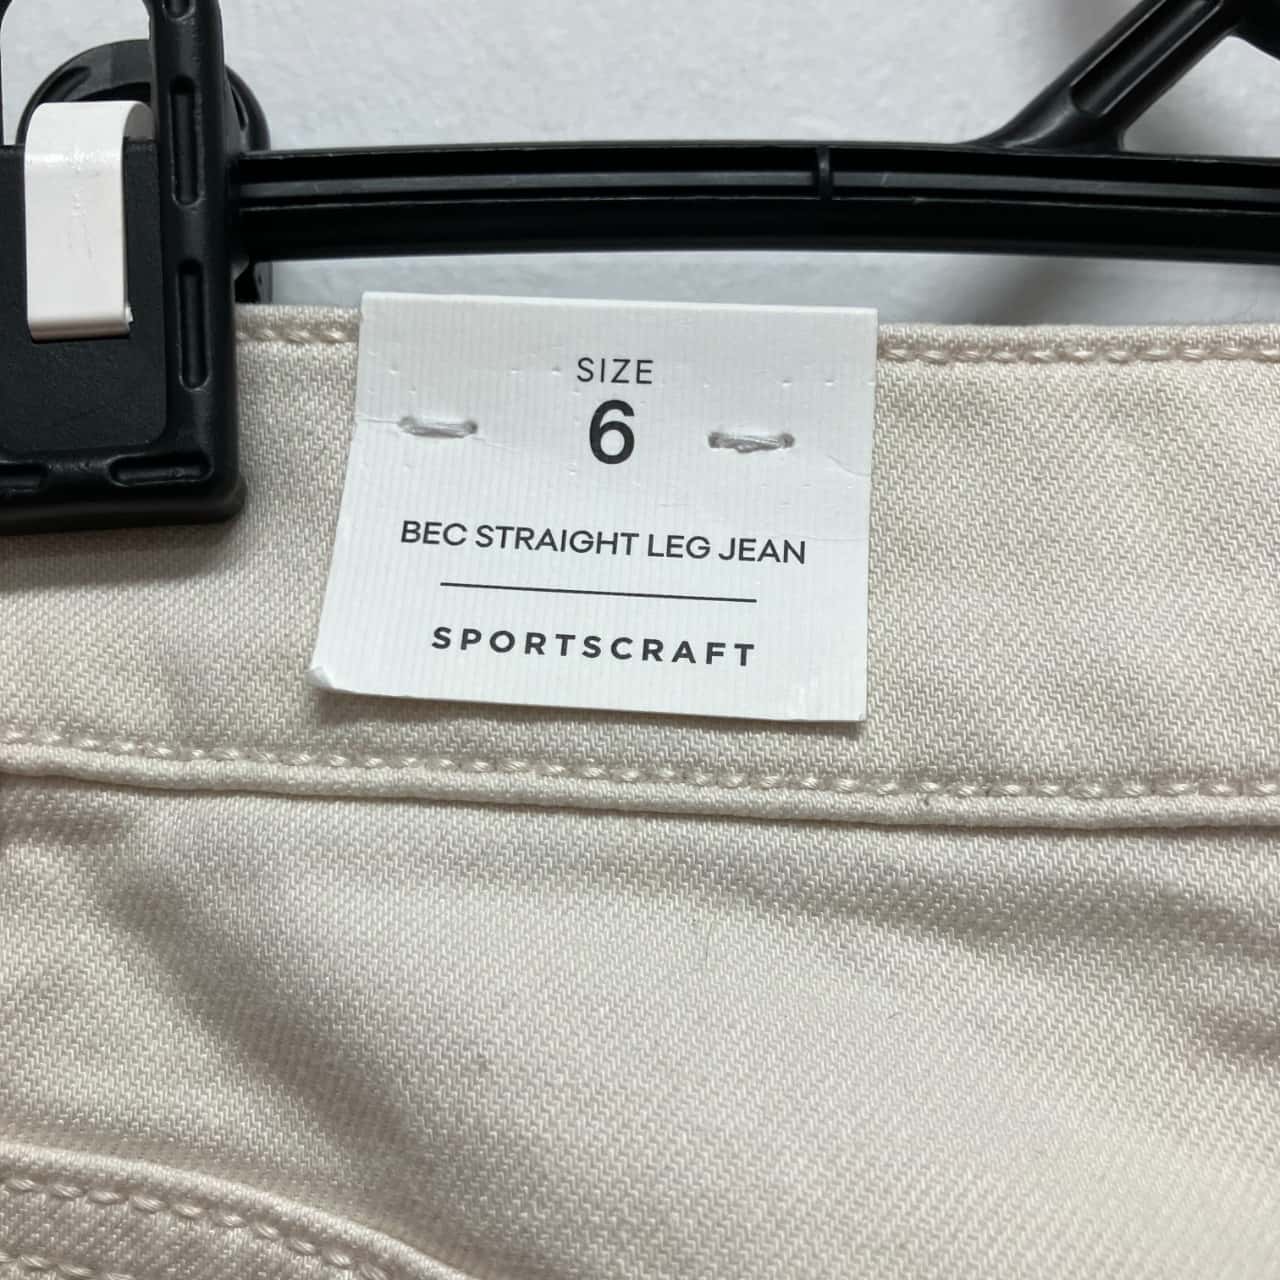 SIZE
6
BEC STRAIGHT LEG JEAN
SPORTSCRAFT